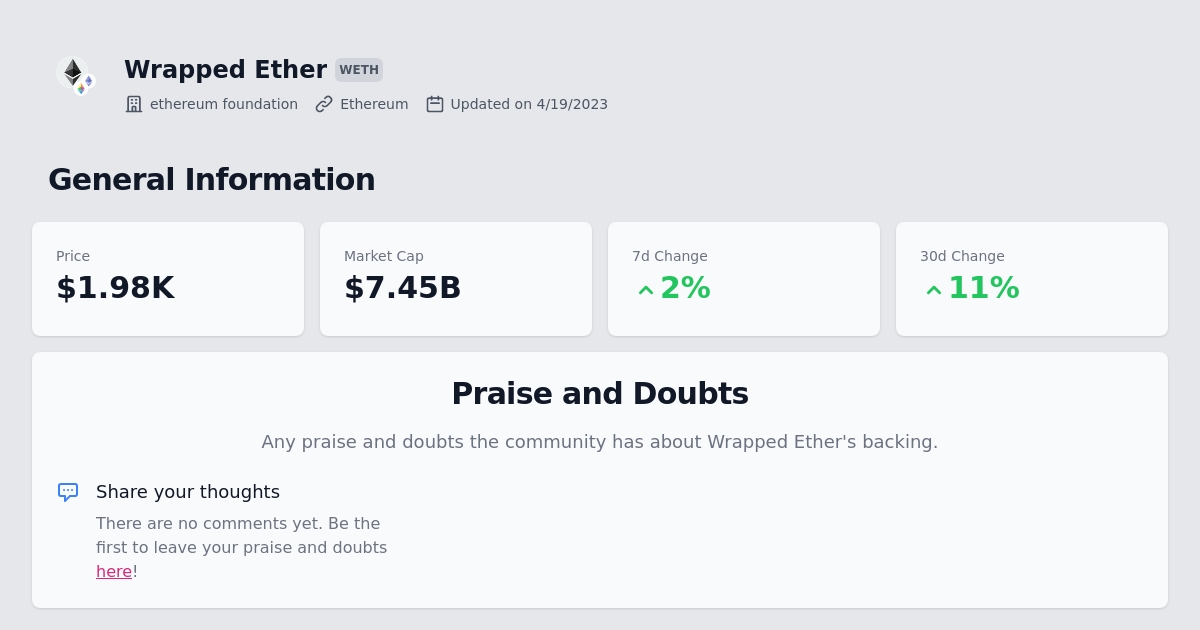 Wrapped Ether WETH
ethereum foundation Ethereum Updated on 4/19/2023
General Information
Price Market Cap 7d Change 30d Change
$1.98K $7.45B 2% 11%
Praise and Doubts
Any praise and doubts the community has about Wrapped Ether's backing.
Share your thoughts
There are no comments yet. Be the
first to leave your praise and doubts
here!